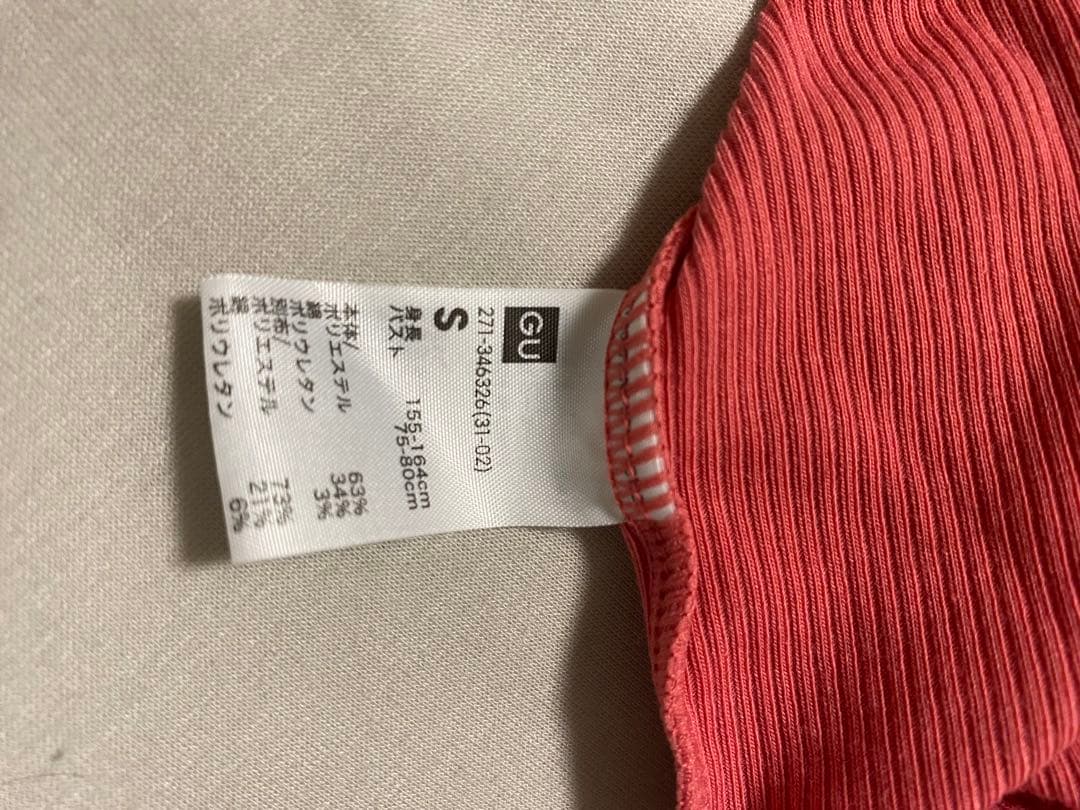 GU
271-346326(31-02)
S
身長 155-164cm
バスト 75-80cm
本体/
ポリエステル 63%
綿 34%
ポリウレタン 3%
別布/
ポリエステル 73%
綿 21%
ポリウレタン 6%